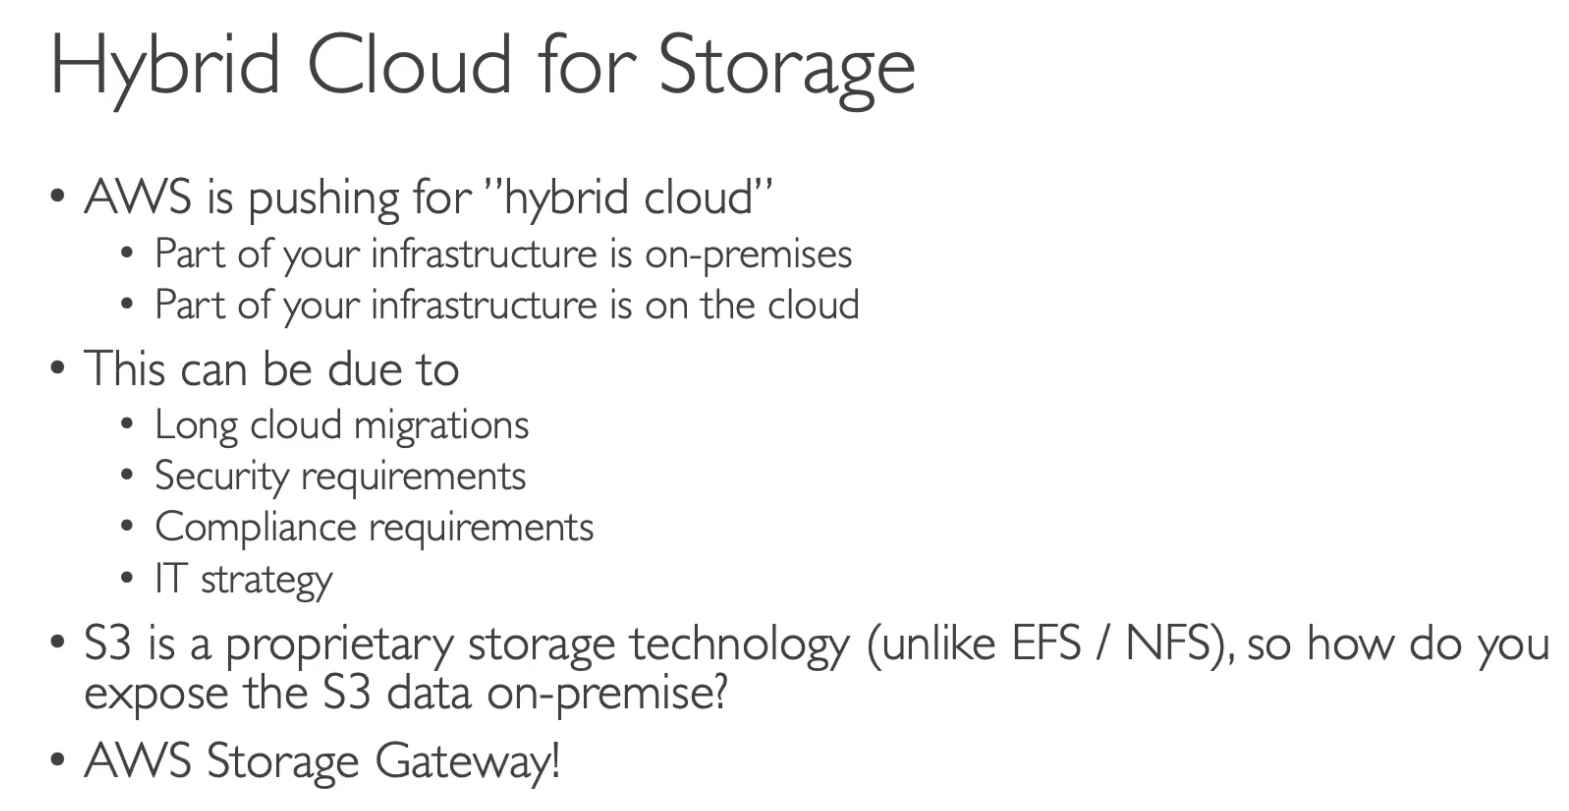 Hybrid Cloud for Storage
• AWS is pushing for ”hybrid cloud”
• Part of your infrastructure is on-premises
• Part of your infrastructure is on the cloud
• This can be due to
• Long cloud migrations
• Security requirements
• Compliance requirements
• IT strategy
• S3 is a proprietary storage technology (unlike EFS / NFS), so how do you
expose the S3 data on-premise?
• AWS Storage Gateway!